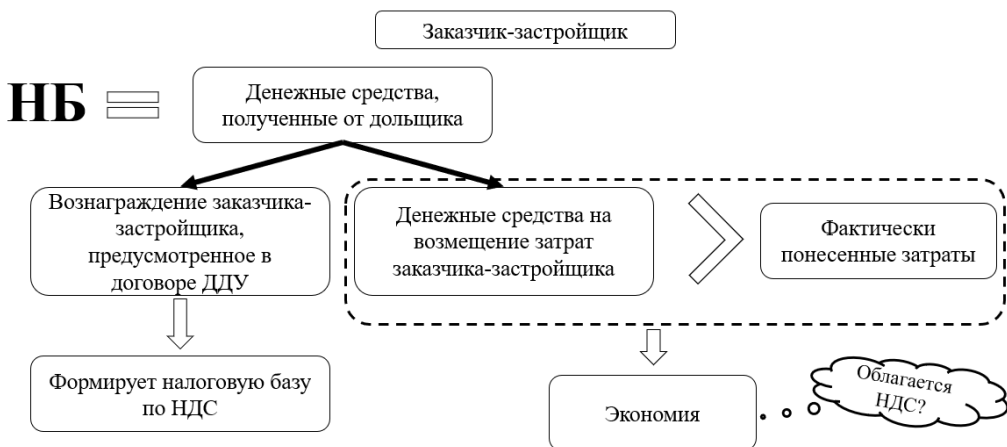 Заказчик-застройщик
НБ
Денежные средства,
полученные от дольщика
Вознаграждение заказчика-
застройщика,
предусмотренное в
договоре ДДУ
Денежные средства на
возмещение затрат
заказчика-застройщика
Фактически
понесенные затраты
Формирует налоговую базу
по НДС
Экономия
Облагается
НДС?